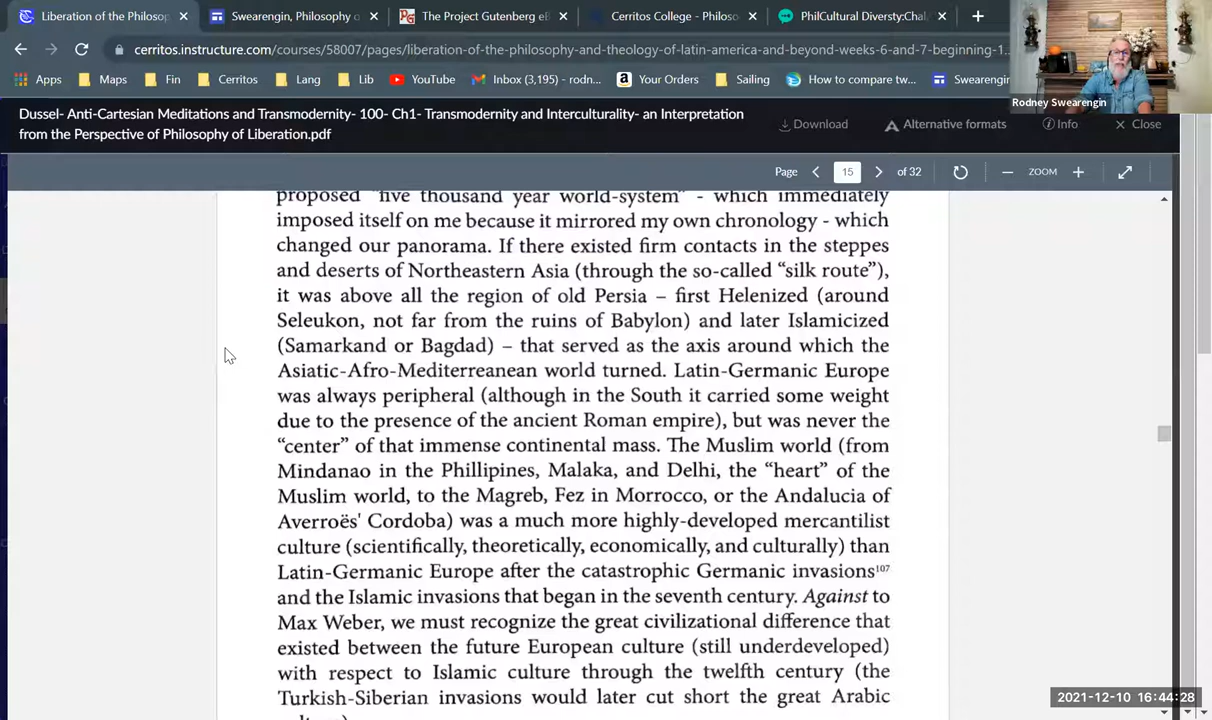 Liberation of the Philosop
Swearengin, Philosophy o
The Project Gutenberg eB
Cerritos College - Philoso
PhilCultural Diversty:Chal
cerritos.instructure.com/courses/58007/pages/liberation-of-the-philosophy-and-theology-of-latin-america-and-beyond-weeks-6-and-7-beginning-1...
Apps Maps Fin Cerritos Lang Lib YouTube Inbox (3,195) - rodn... Your Orders Sailing How to compare tw... Swearengin
Rodney Swearengin
Dussel- Anti-Cartesian Meditations and Transmodernity- 100- Ch1- Transmodernity and Interculturality- an Interpretation
from the Perspective of Philosophy of Liberation.pdf
Download Alternative formats Info Close
Page 15 of 32 ZOOM
proposed "five thousand year world-system" - which immediately
imposed itself on me because it mirrored my own chronology - which
changed our panorama. If there existed firm contacts in the steppes
and deserts of Northeastern Asia (through the so-called "silk route"),
it was above all the region of old Persia – first Helenized (around
Seleukon, not far from the ruins of Babylon) and later Islamicized
(Samarkand or Bagdad) – that served as the axis around which the
Asiatic-Afro-Mediterreanean world turned. Latin-Germanic Europe
was always peripheral (although in the South it carried some weight
due to the presence of the ancient Roman empire), but was never the
"center" of that immense continental mass. The Muslim world (from
Mindanao in the Phillipines, Malaka, and Delhi, the "heart" of the
Muslim world, to the Magreb, Fez in Morrocco, or the Andalucia of
Averroës' Cordoba) was a much more highly-developed mercantilist
culture (scientifically, theoretically, economically, and culturally) than
Latin-Germanic Europe after the catastrophic Germanic invasions107
and the Islamic invasions that began in the seventh century. Against to
Max Weber, we must recognize the great civilizational difference that
existed between the future European culture (still underdeveloped)
with respect to Islamic culture through the twelfth century (the
Turkish-Siberian invasions would later cut short the great Arabic
2021-12-10 16:44:28